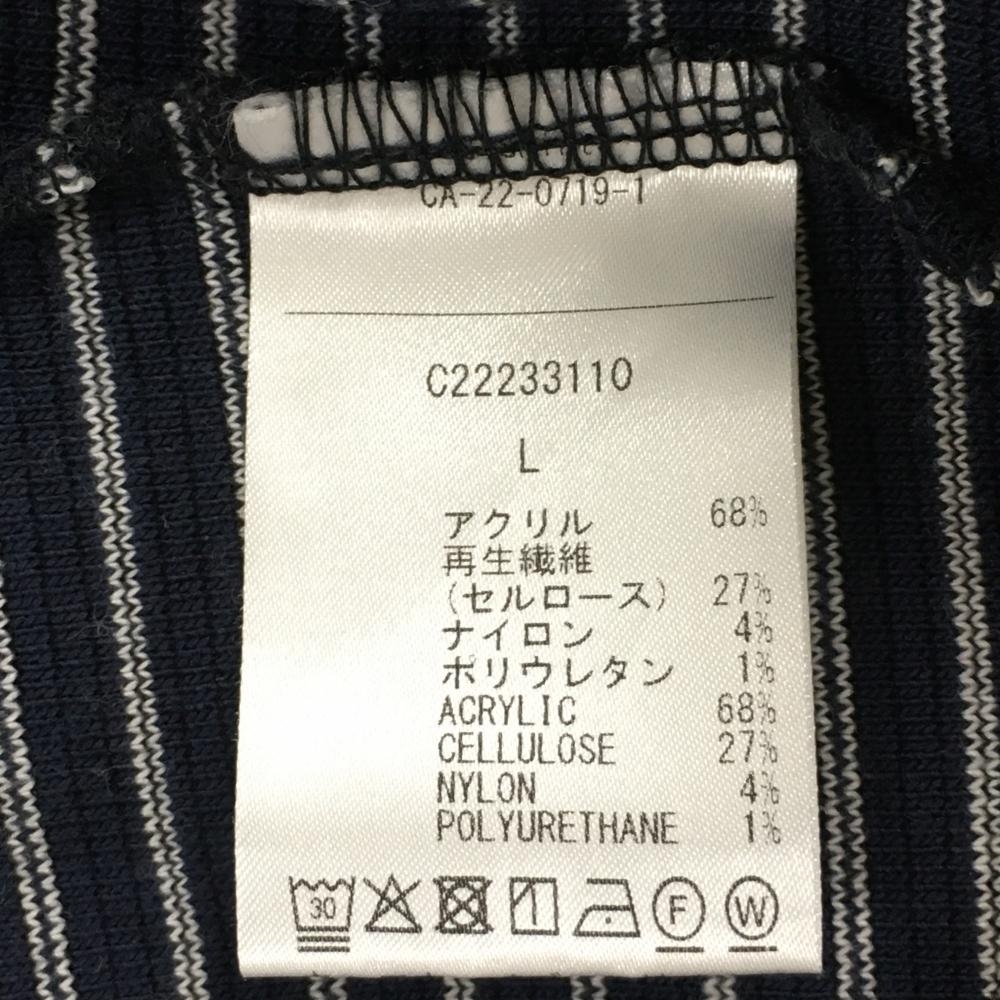 CA-22-0719-1
C22233110
L
アクリル 68%
再生繊維
(セルロース) 27%
ナイロン 4%
ポリウレタン 1%
ACRYLIC 68%
CELLULOSE 27%
NYLON 4%
POLYURETHANE 1%
30 F W